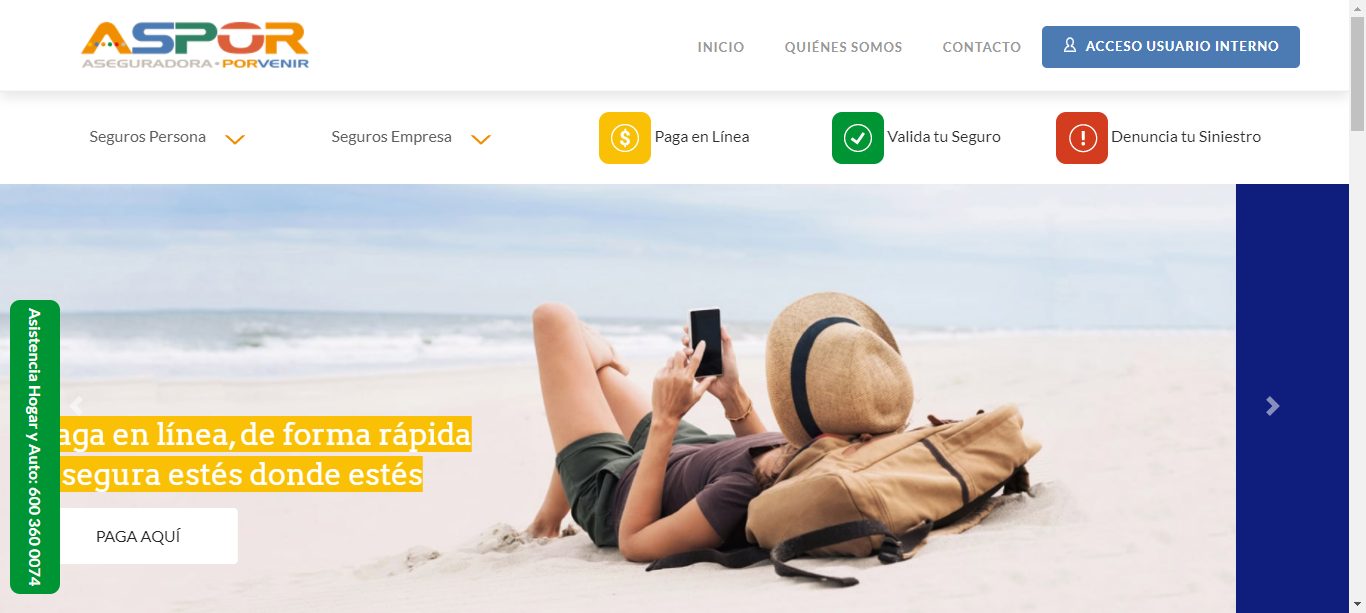 ASPOR
ASEGURADORA PORVENIR
INICIO
QUIÉNES SOMOS
CONTACTO
ACCESO USUARIO INTERNO
Seguros Persona
Seguros Empresa
Paga en Línea
Valida tu Seguro
Denuncia tu Siniestro
Asistencia Hogar y Auto: 600 360 0074
aga en línea, de forma rápida
segura estés donde estés
PAGA AQUÍ